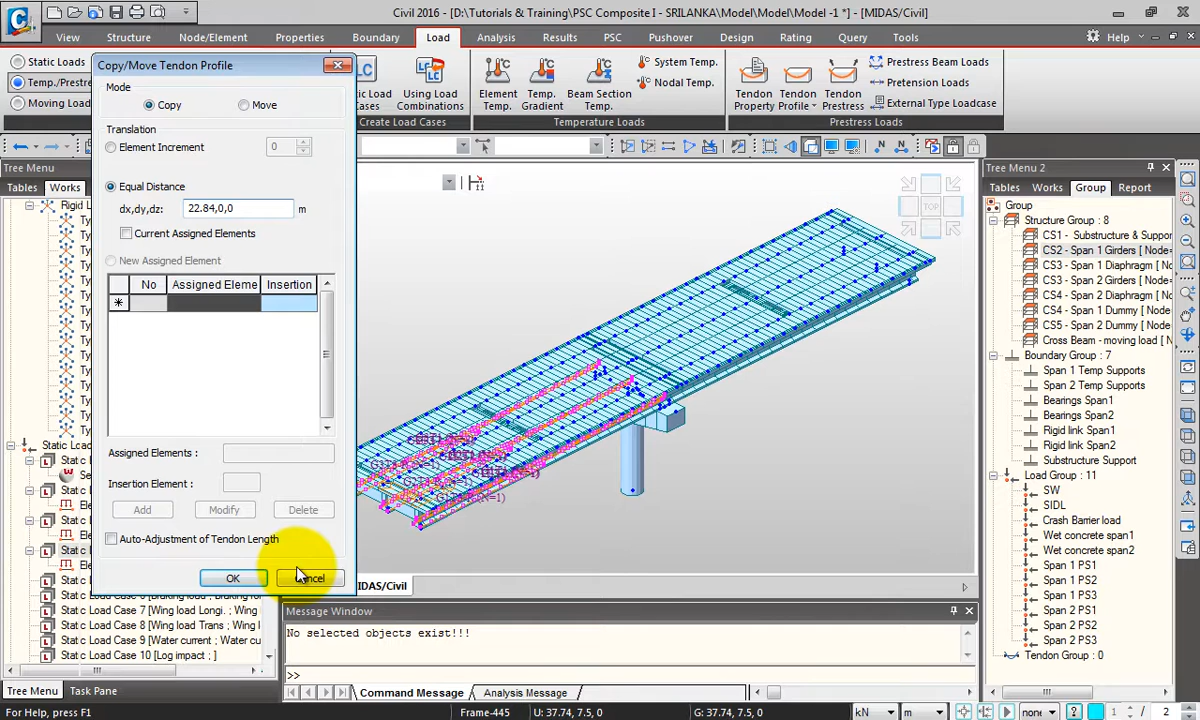 Civil 2016 - [D:\Tutorials & Training\PSC Composite I - SRILANKA\Model\Model\Model -1 *] - [MIDAS/Civil]
View Structure Node/Element Properties Boundary Load Analysis Results PSC Pushover Design Rating Query Tools Help
Static Loads
Temp./Prestre
Moving Load
Using Load Combinations
Create Load Cases
Element Temp.
Temp. Gradient
Beam Section Temp.
System Temp.
Nodal Temp.
Temperature Loads
Tendon Property
Tendon Profile
Tendon Prestress
Prestress Beam Loads
Pretension Loads
External Type Loadcase
Prestress Loads
Copy/Move Tendon Profile
Mode
Copy Move
Translation
Element Increment 0
Equal Distance
dx,dy,dz: 22.84,0,0 m
Current Assigned Elements
New Assigned Element
No Assigned Eleme Insertion
*
Assigned Elements :
Insertion Element :
Add Modify Delete
Auto-Adjustment of Tendon Length
OK Cancel
Tree Menu
Tables Works
Rigid L
Static Load
Static Load Case 7 [Wing load Longi. ; Wing
Static Load Case 8 [Wing load Trans ; Wing l
Static Load Case 9 [Water current ; Water cu
Static Load Case 10 [Log impact ; ]
Tree Menu Task Pane
TOP
MIDAS/Civil
Message Window
No selected objects exist!!!
>>
Command Message Analysis Message
Tree Menu 2
Tables Works Group Report
Group
Structure Group : 8
CS1 - Substructure & Suppo
CS2 - Span 1 Girders [ Node=
CS3 - Span 1 Diaphragm [ No
CS3 - Span 2 Girders [ Node=
CS4 - Span 2 Diaphragm [ No
CS4 - Span 1 Dummy [ Node=
CS5 - Span 2 Dummy [ Node=
Cross Beam - moving load [ N
Boundary Group : 7
Span 1 Temp Supports
Span 2 Temp Supports
Bearings Span1
Rigid link Span1
Bearings Span2
Rigid link Span2
Substructure Support
Load Group : 11
SW
SIDL
Crash Barrier load
Wet concrete span1
Wet concrete span2
Span 1 PS1
Span 1 PS2
Span 1 PS3
Span 2 PS1
Span 2 PS2
Span 2 PS3
Tendon Group : 0
For Help, press F1
Frame-445
U: 37.74, 7.5, 0
G: 37.74, 7.5, 0
kN m
none
1 / 2